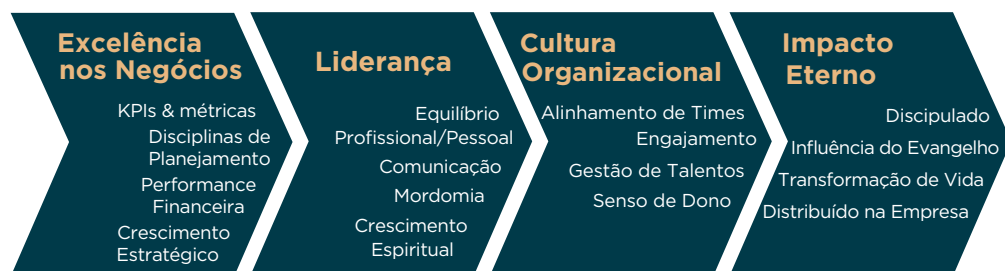 Excelência
nos Negócios
KPIs & métricas
Disciplinas de
Planejamento
Performance
Financeira
Crescimento
Estratégico
Liderança
Equilíbrio
Profissional/Pessoal
Comunicação
Mordomia
Crescimento
Espiritual
Cultura
Organizacional
Alinhamento de Times
Engajamento
Gestão de Talentos
Senso de Dono
Impacto
Eterno
Discipulado
Influência do Evangelho
Transformação de Vida
Distribuído na Empresa